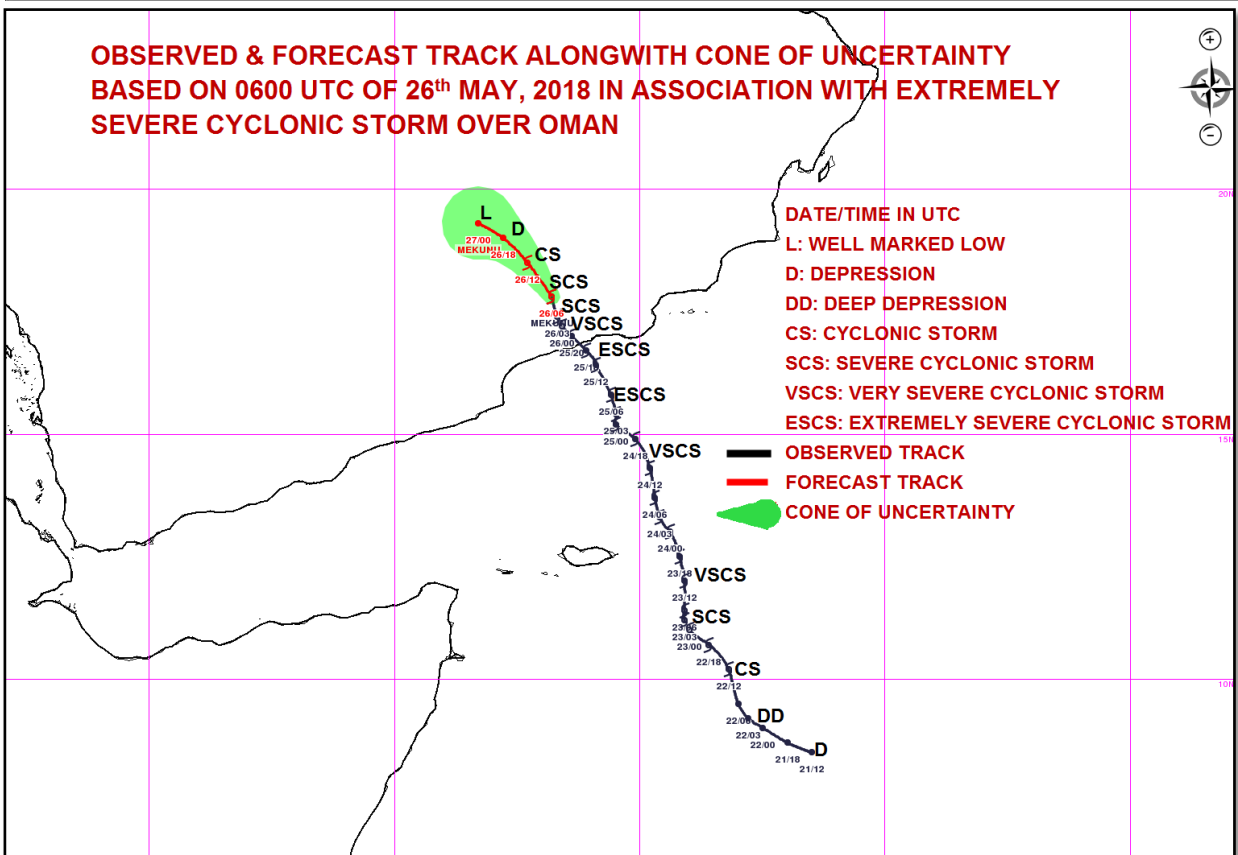 OBSERVED & FORECAST TRACK ALONGWITH CONE OF UNCERTAINTY
BASED ON 0600 UTC OF 26th MAY, 2018 IN ASSOCIATION WITH EXTREMELY
SEVERE CYCLONIC STORM OVER OMAN
+
-
20N
DATE/TIME IN UTC
L: WELL MARKED LOW
D: DEPRESSION
DD: DEEP DEPRESSION
CS: CYCLONIC STORM
SCS: SEVERE CYCLONIC STORM
VSCS: VERY SEVERE CYCLONIC STORM
ESCS: EXTREMELY SEVERE CYCLONIC STORM
OBSERVED TRACK
FORECAST TRACK
CONE OF UNCERTAINTY
15N
10N
L
27/00
MEKUNU
D
26/18
CS
26/12
SCS
26/06
MEKUNU
SCS
26/03
VSCS
26/00
25/20
ESCS
25/12
ESCS
25/06
25/03
25/00
24/18
VSCS
24/12
24/06
24/03
24/00
23/18
VSCS
23/12
SCS
23/06
23/03
23/00
22/18
CS
22/12
22/06
DD
22/03
22/00
21/18
D
21/12